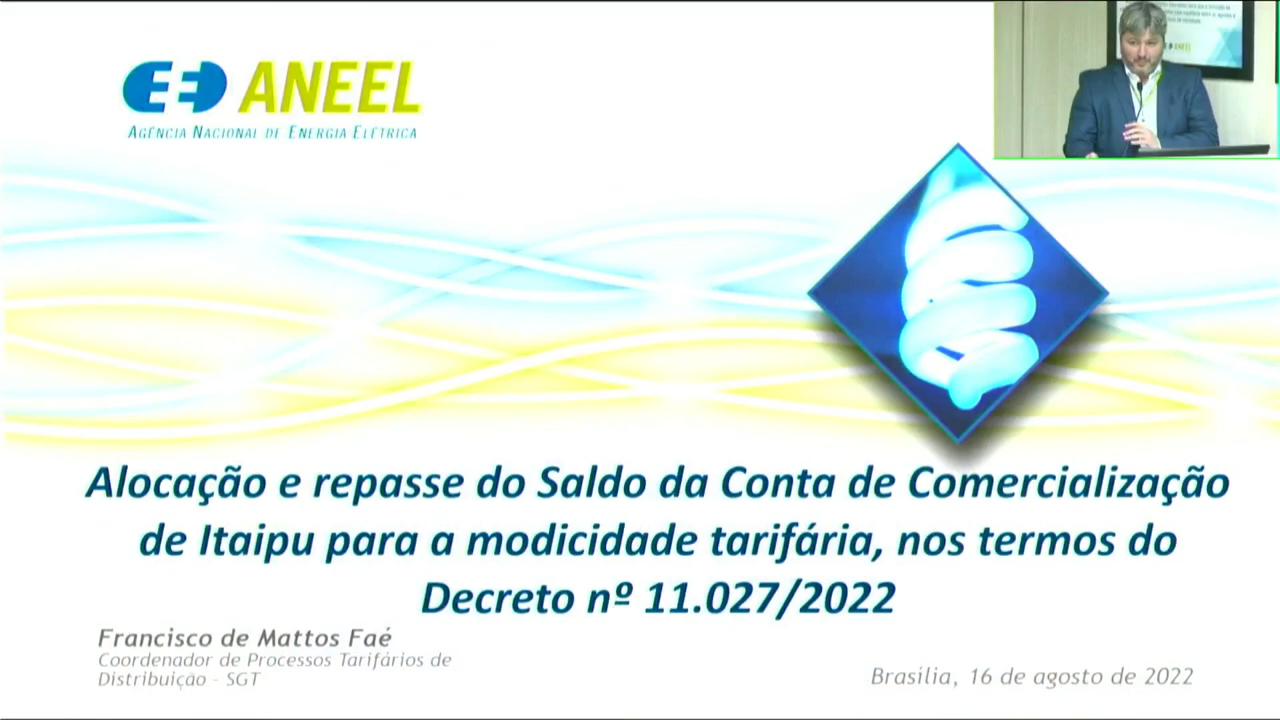 ANEEL
AGÊNCIA NACIONAL DE ENERGIA ELÉTRICA
ANEEL
Alocação e repasse do Saldo da Conta de Comercialização
de Itaipu para a modicidade tarifária, nos termos do
Decreto nº 11.027/2022
Francisco de Mattos Faé
Coordenador de Processos Tarifários de
Distribuição - SGT
Brasília, 16 de agosto de 2022